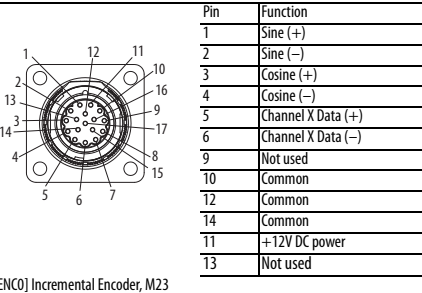 Pin Function
1 Sine (+)
2 Sine (−)
3 Cosine (+)
4 Cosine (−)
5 Channel X Data (+)
6 Channel X Data (−)
9 Not used
10 Common
12 Common
14 Common
11 +12V DC power
13 Not used
1 12 11
10
2 16
13 9
3 17
14
4 8
15
5 6 7
ENC0] Incremental Encoder, M23